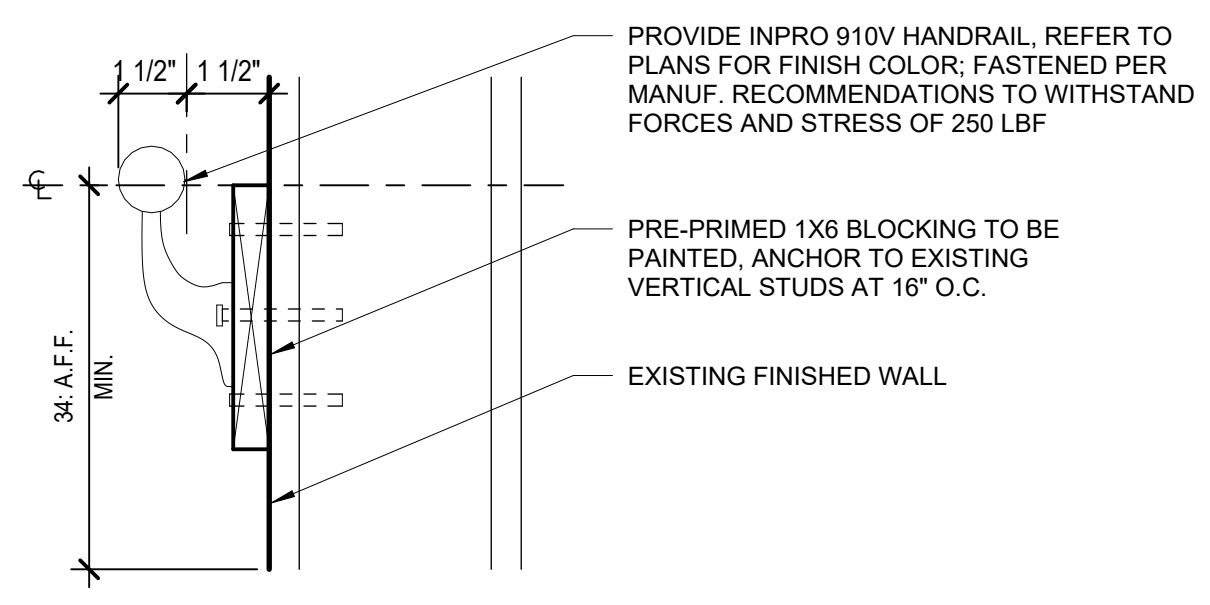 PROVIDE INPRO 910V HANDRAIL, REFER TO
PLANS FOR FINISH COLOR; FASTENED PER
MANUF. RECOMMENDATIONS TO WITHSTAND
FORCES AND STRESS OF 250 LBF
1 1/2" 1 1/2"
℄
PRE-PRIMED 1X6 BLOCKING TO BE
PAINTED, ANCHOR TO EXISTING
VERTICAL STUDS AT 16" O.C.
34: A.F.F.
MIN.
EXISTING FINISHED WALL